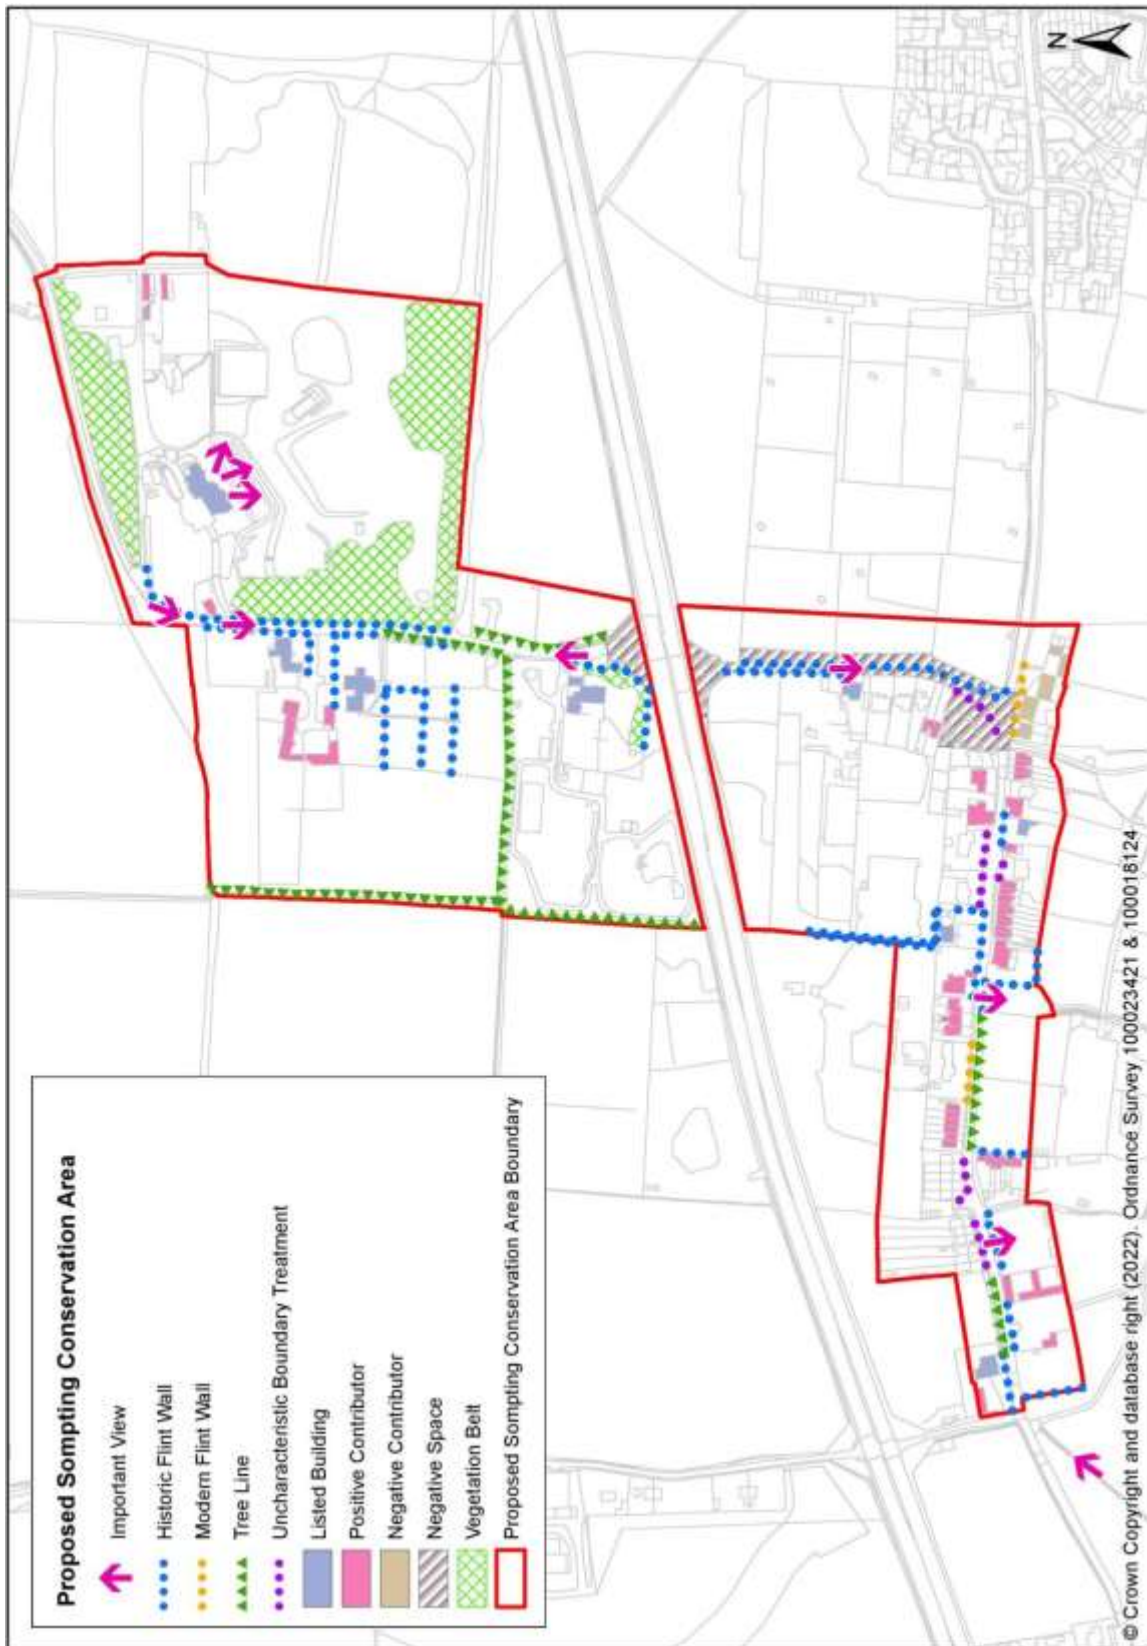 N
Proposed Sompting Conservation Area
Important View
Historic Flint Wall
Modern Flint Wall
Tree Line
Uncharacteristic Boundary Treatment
Listed Building
Positive Contributor
Negative Contributor
Negative Space
Vegetation Belt
Proposed Sompting Conservation Area Boundary
© Crown Copyright and database right (2022). Ordnance Survey 100023421 & 100018124